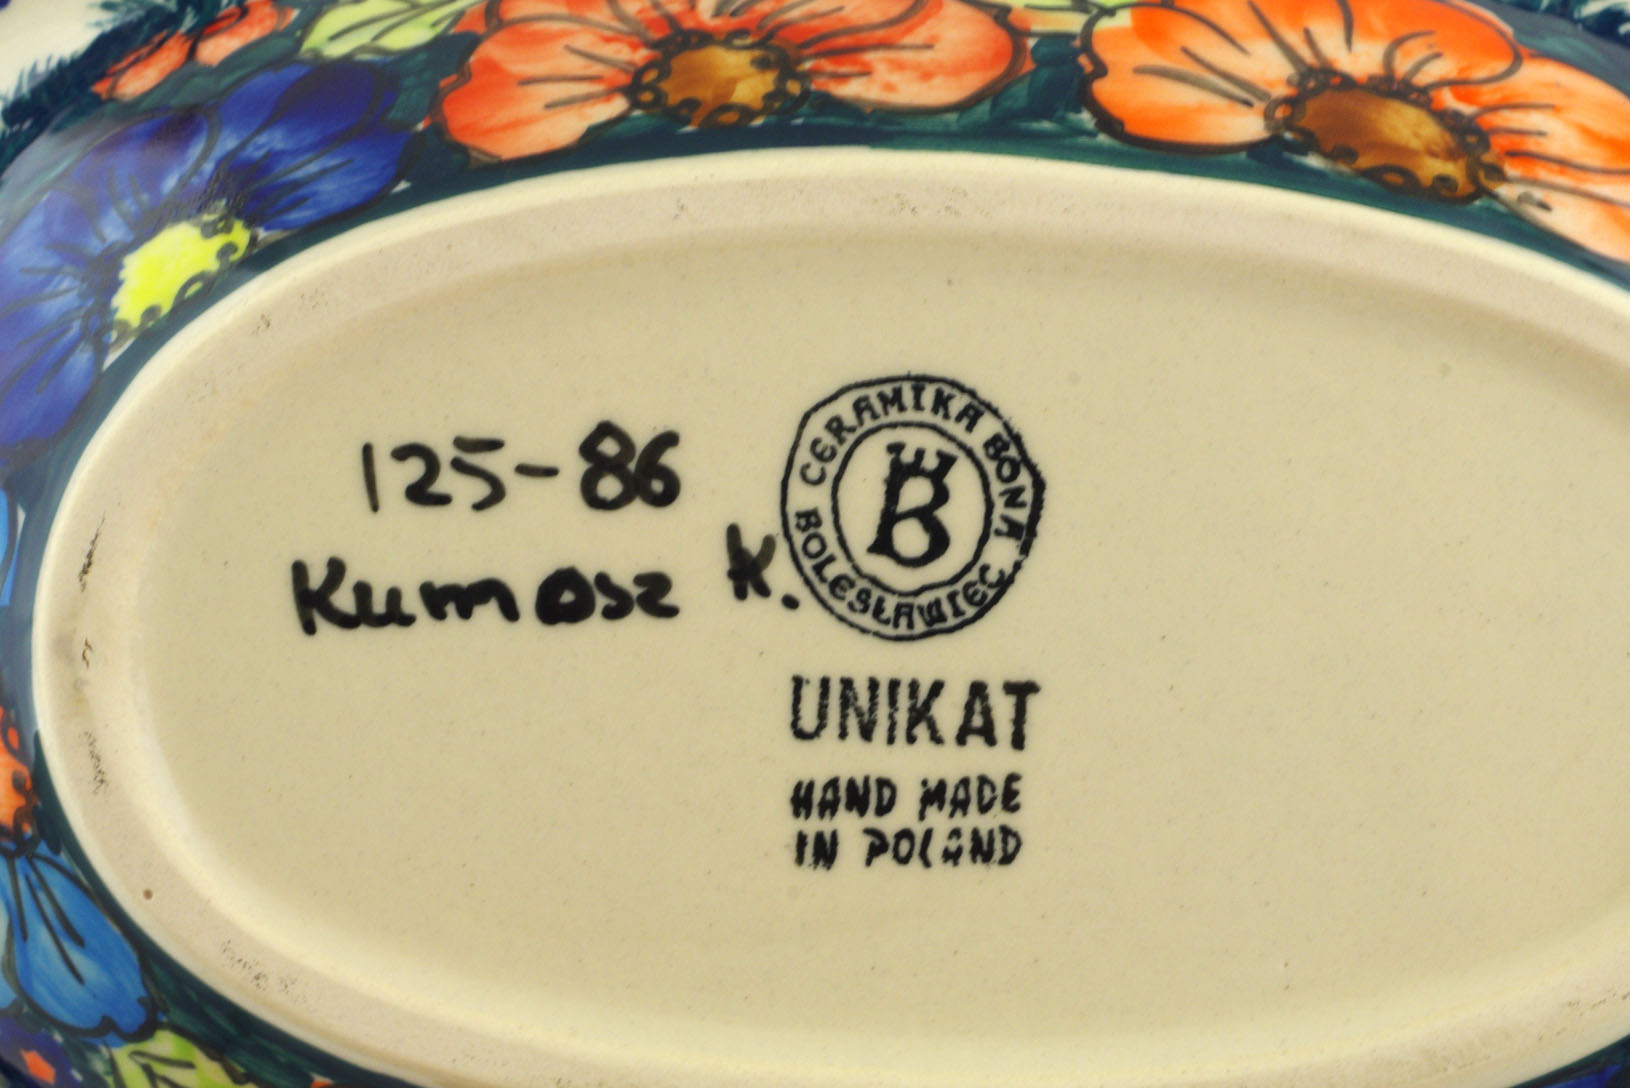 125-86
Kumosz K.
CERAMIKA BONA
BOLESŁAWIEC
B
UNIKAT
HAND MADE
IN POLAND